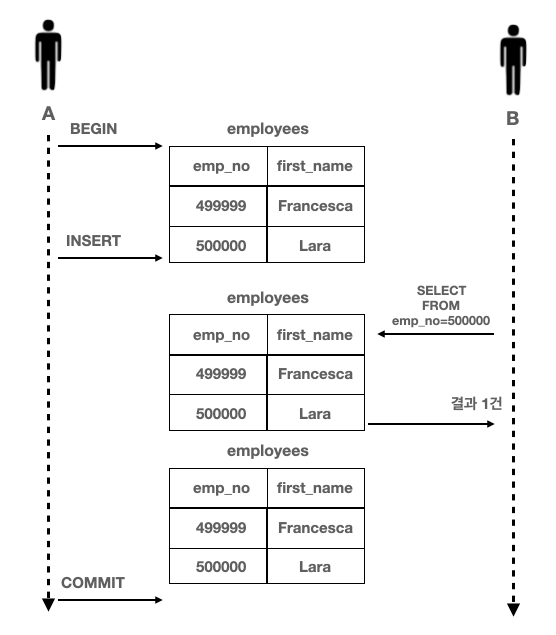 A
B
BEGIN
employees
emp_no first_name
499999 Francesca
INSERT
500000 Lara
employees
SELECT
FROM
emp_no=500000
emp_no first_name
499999 Francesca
500000 Lara
결과 1건
employees
emp_no first_name
499999 Francesca
500000 Lara
COMMIT